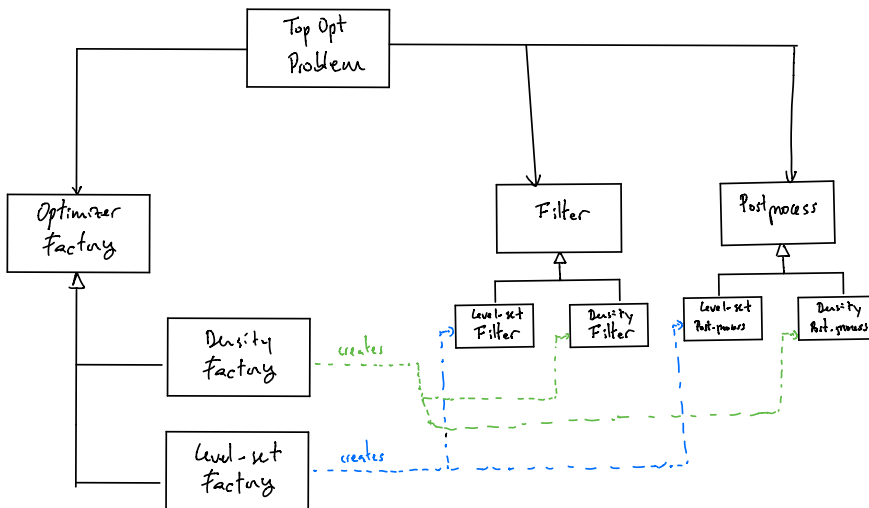 Top Opt
Problem
Optimizer
Factory
Filter
Postprocess
Level-set
Filter
Density
Filter
Level-set
Post-process
Density
Post-process
Density
Factory
creates
Level-set
Factory
creates